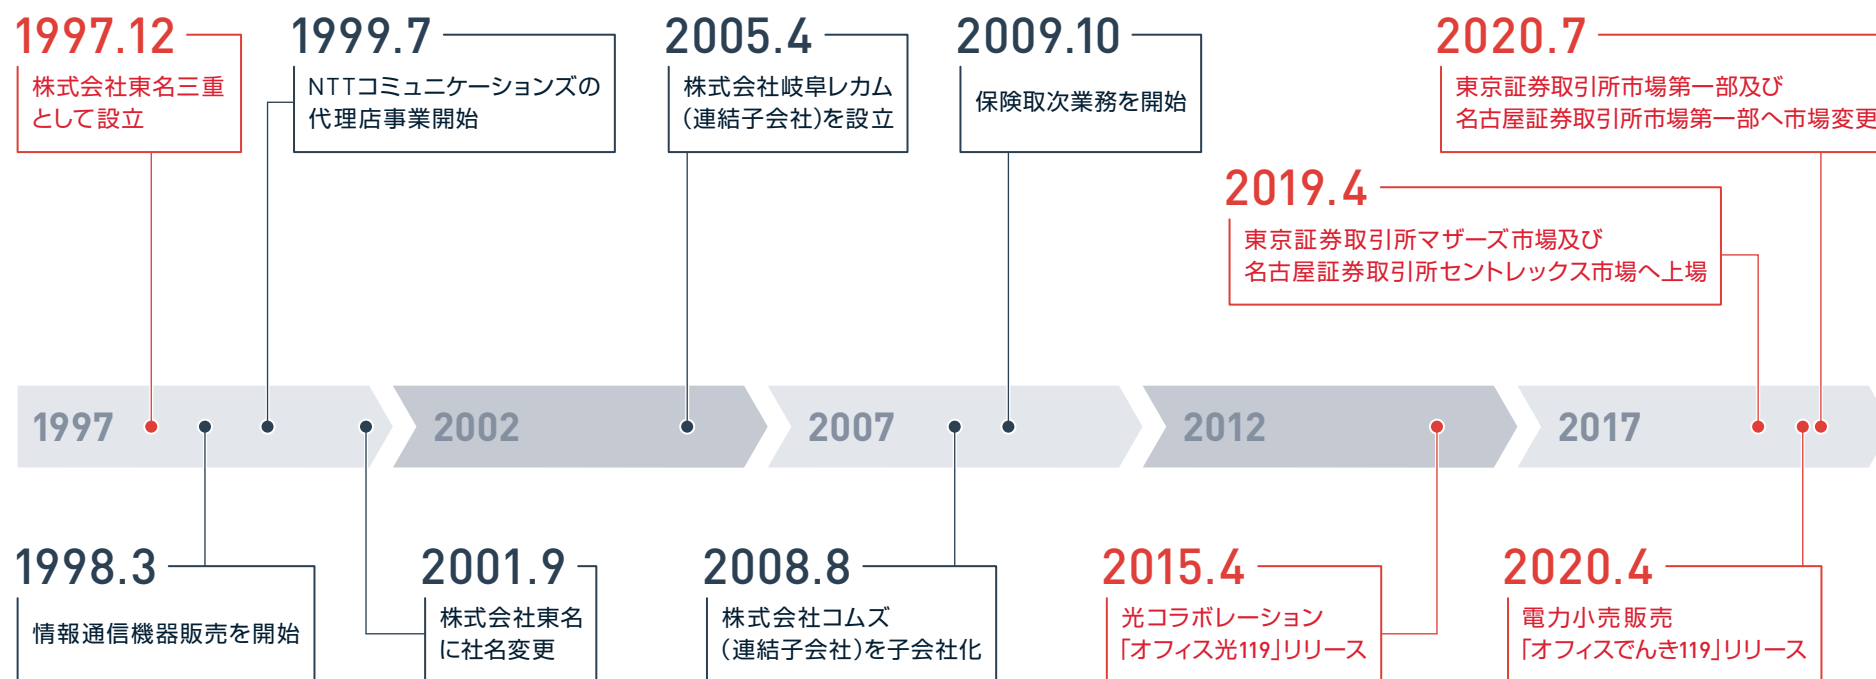 1997.12
株式会社東名三重
として設立
1999.7
NTTコミュニケーションズの
代理店事業開始
2005.4
株式会社岐阜レカム
(連結子会社)を設立
2009.10
保険取次業務を開始
2020.7
東京証券取引所市場第一部及び
名古屋証券取引所市場第一部へ市場変更
2019.4
東京証券取引所マザーズ市場及び
名古屋証券取引所セントレックス市場へ上場
1997
2002
2007
2012
2017
1998.3
情報通信機器販売を開始
2001.9
株式会社東名
に社名変更
2008.8
株式会社コムズ
(連結子会社)を子会社化
2015.4
光コラボレーション
「オフィス光119」リリース
2020.4
電力小売販売
「オフィスでんき119」リリース